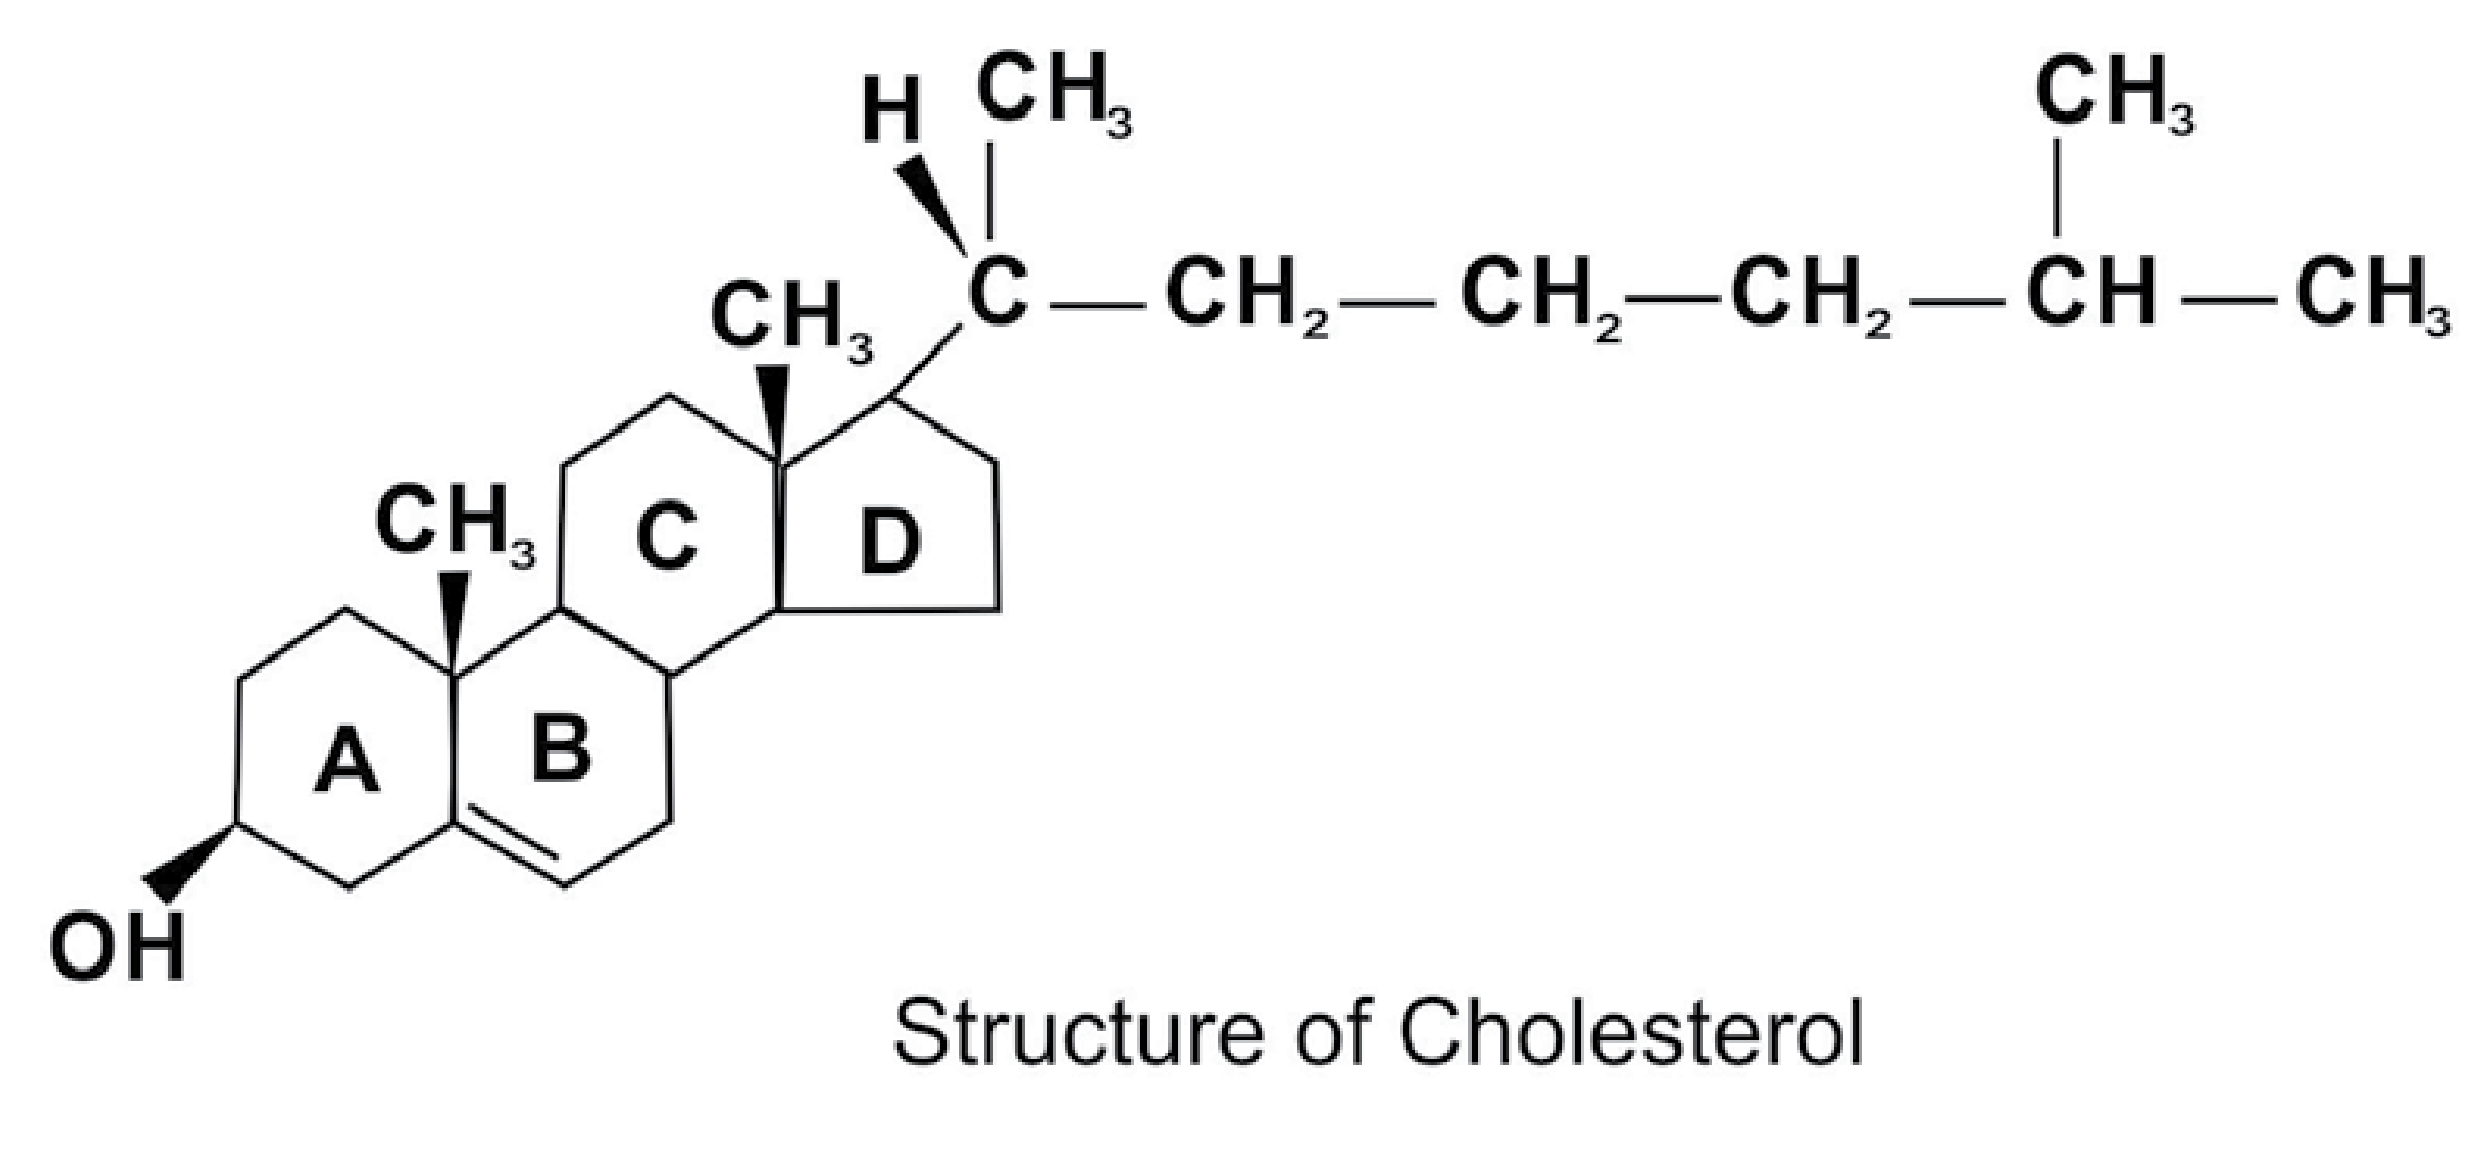 H CH₃ CH₃
CH₃ C CH₂ CH₂ CH₂ CH CH₃
CH₃ C D
A B
OH
Structure of Cholesterol